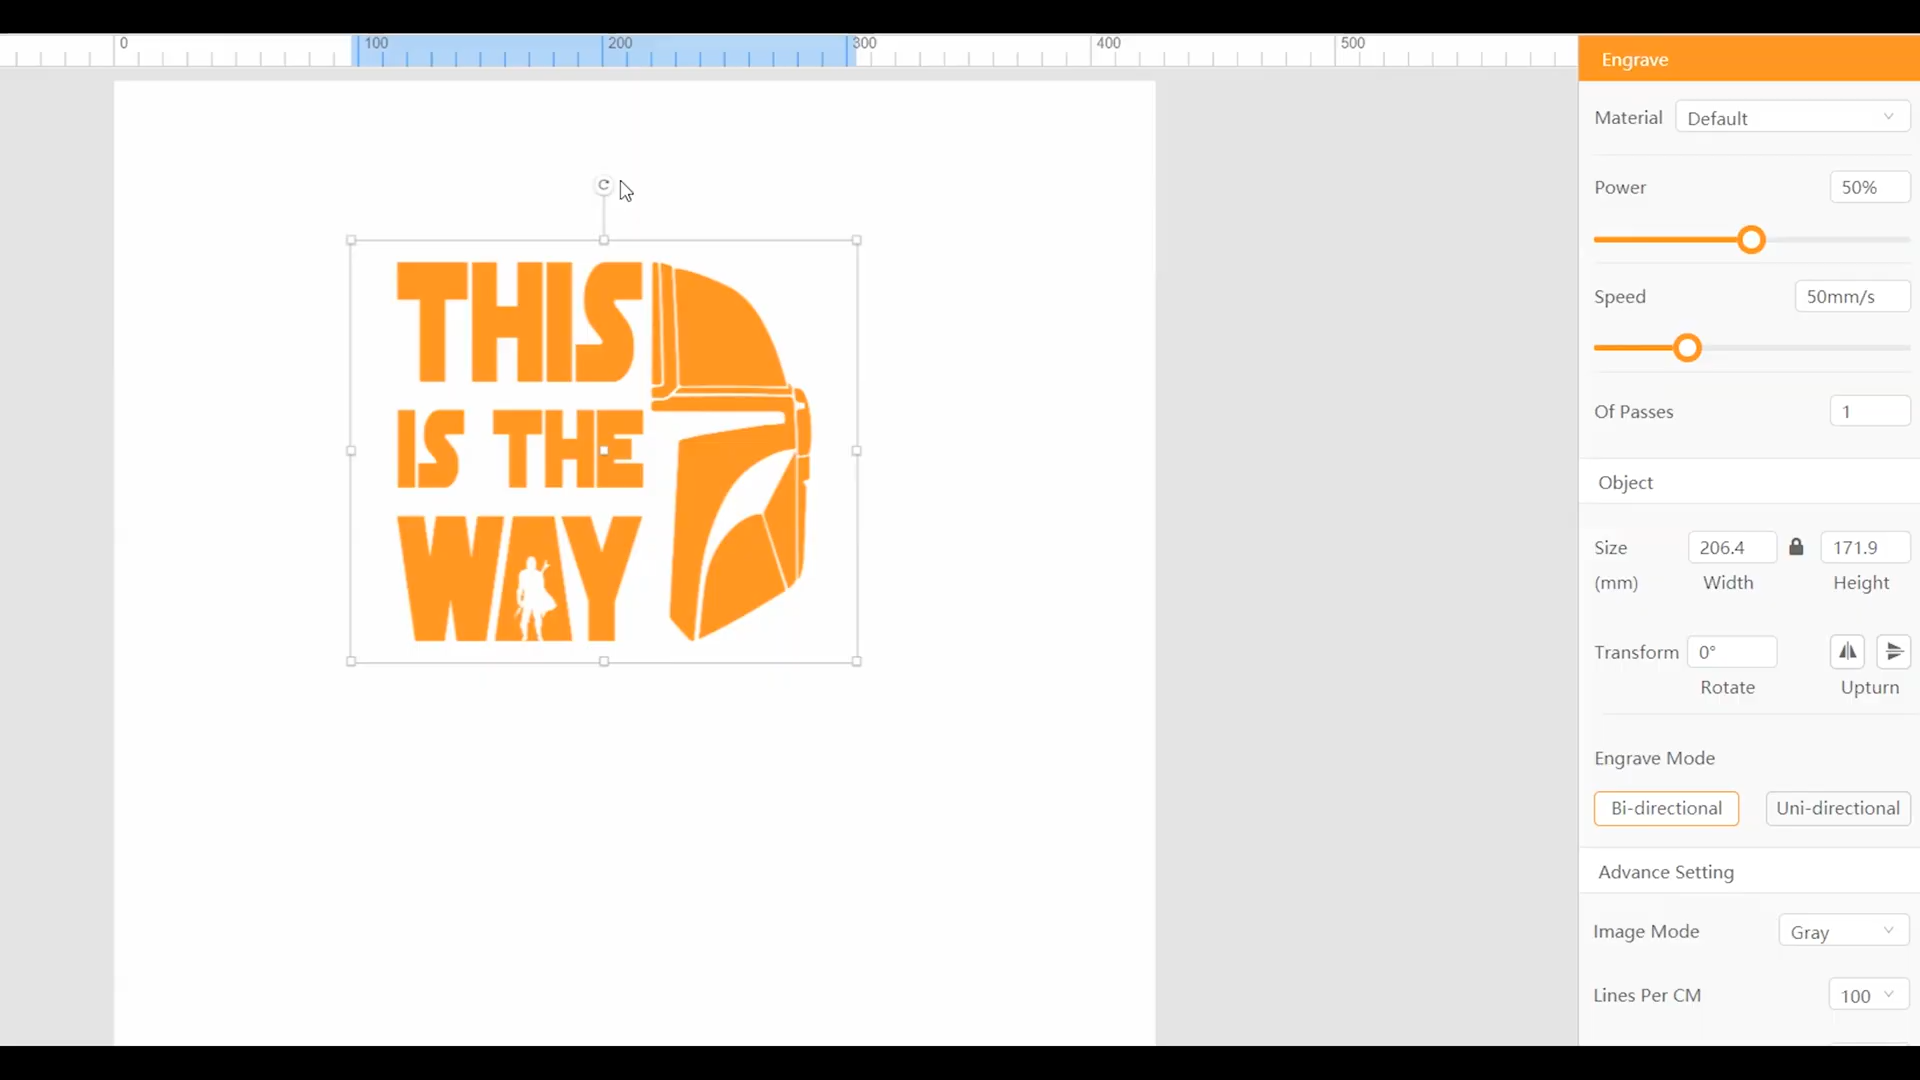 0 100 200 300 400 500
Engrave
Material Default
Power 50%
Speed 50mm/s
Of Passes 1
Object
Size 206.4 171.9
(mm) Width Height
Transform 0°
Rotate Upturn
Engrave Mode
Bi-directional Uni-directional
Advance Setting
Image Mode Gray
Lines Per CM 100
THIS
IS THE
WAY